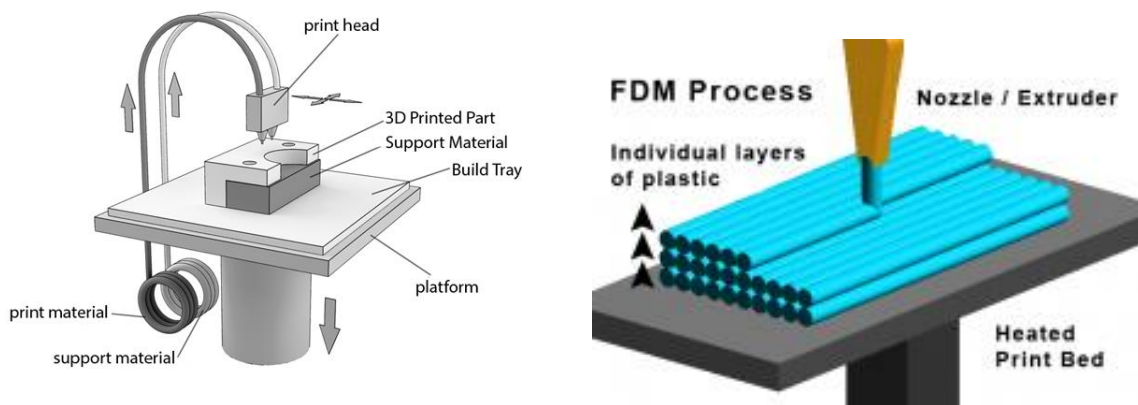 print head
3D Printed Part
Support Material
Build Tray
platform
print material
support material
FDM Process
Nozzle / Extruder
Individual layers
of plastic
Heated
Print Bed